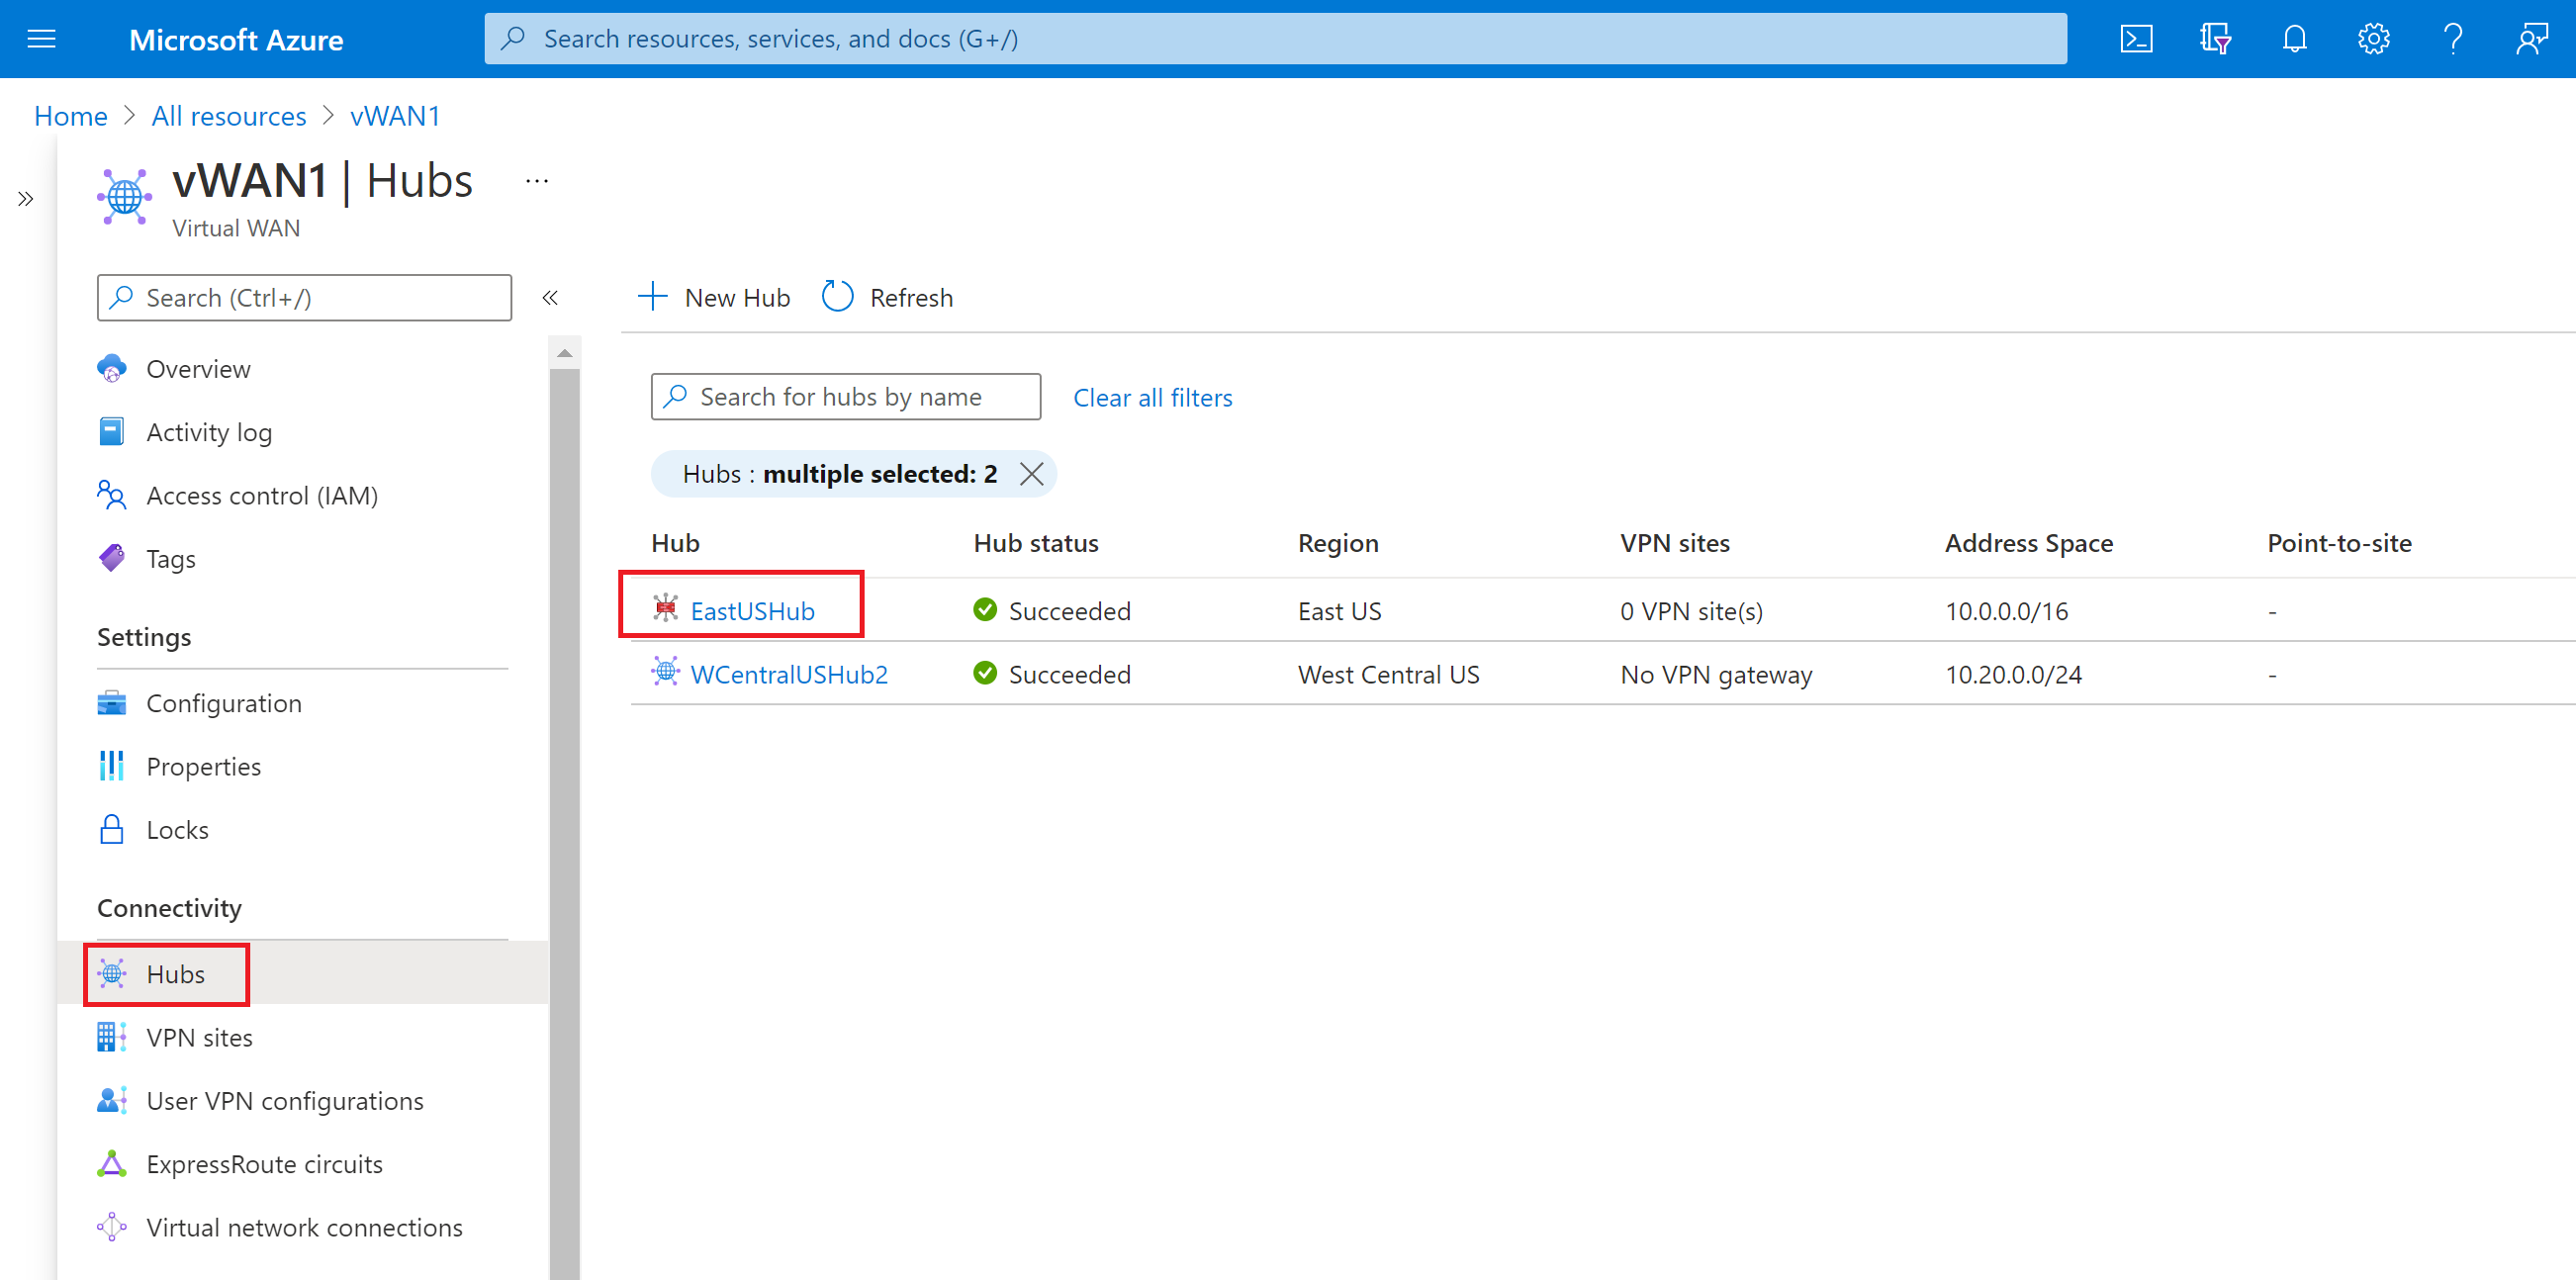 Microsoft Azure
Search resources, services, and docs (G+/)
Home > All resources > vWAN1
vWAN1 | Hubs ...
Virtual WAN
Search (Ctrl+/)
Overview
Activity log
Access control (IAM)
Tags
Settings
Configuration
Properties
Locks
Connectivity
Hubs
VPN sites
User VPN configurations
ExpressRoute circuits
Virtual network connections
New Hub Refresh
Search for hubs by name Clear all filters
Hubs : multiple selected: 2
Hub Hub status Region VPN sites Address Space Point-to-site
EastUSHub Succeeded East US 0 VPN site(s) 10.0.0.0/16 -
WCentralUSHub2 Succeeded West Central US No VPN gateway 10.20.0.0/24 -